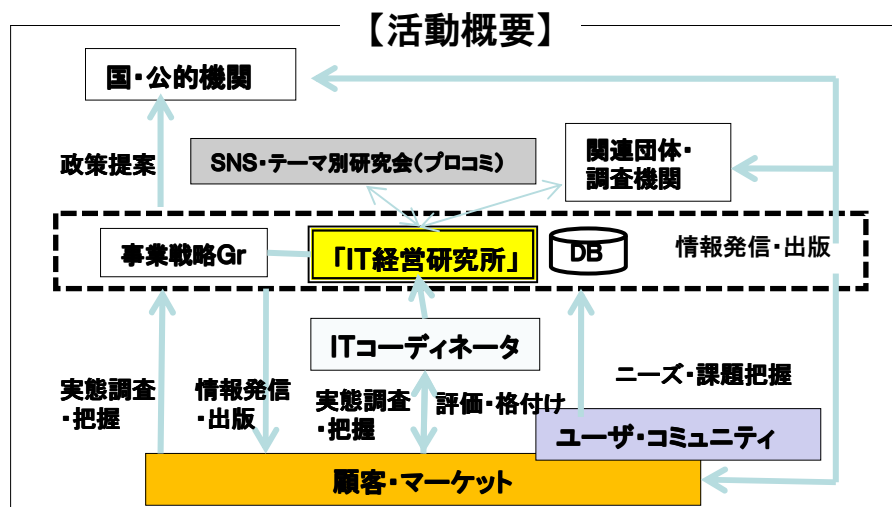 【活動概要】
国・公的機関
政策提案
SNS・テーマ別研究会(プロコミ)
関連団体・
調査機関
事業戦略Gr
「IT経営研究所」
DB
情報発信・出版
ITコーディネータ
実態調査
・把握
情報発信
・出版
実態調査
・把握
評価・格付け
ニーズ・課題把握
ユーザ・コミュニティ
顧客・マーケット